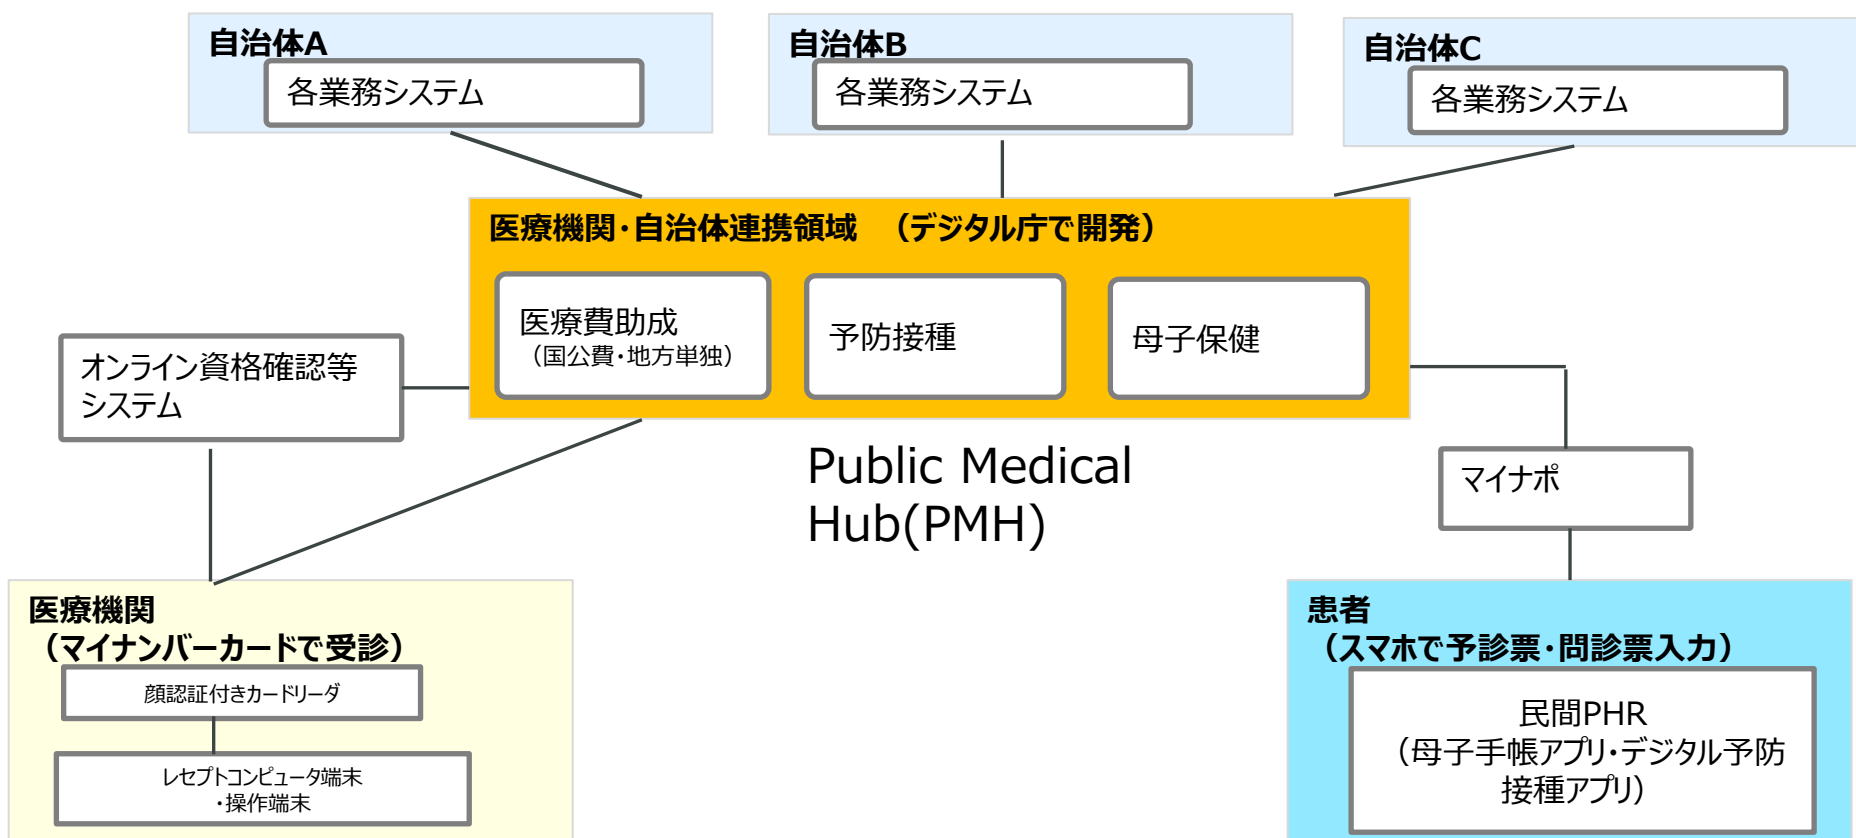 自治体A
各業務システム
自治体B
各業務システム
自治体C
各業務システム
医療機関・自治体連携領域　（デジタル庁で開発）
医療費助成
（国公費・地方単独）
予防接種
母子保健
オンライン資格確認等
システム
Public Medical
Hub(PMH)
マイナポ
医療機関
（マイナンバーカードで受診）
顔認証付きカードリーダ
レセプトコンピュータ端末
・操作端末
患者
（スマホで予診票・問診票入力）
民間PHR
（母子手帳アプリ・デジタル予防
接種アプリ）